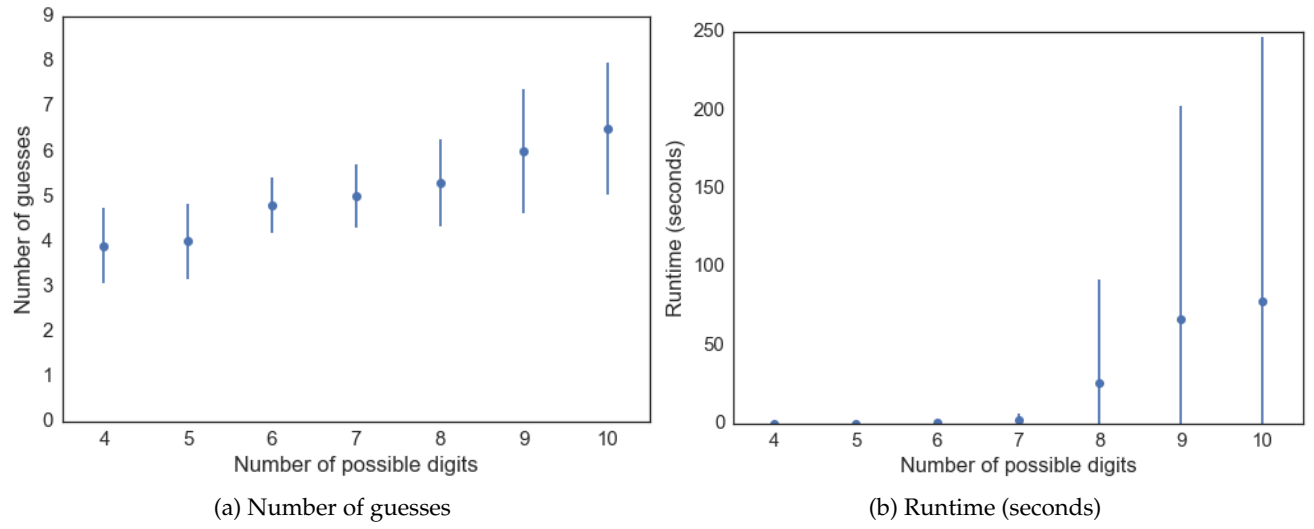 9
8
7
6
5
4
3
2
1
0
Number of guesses
4 5 6 7 8 9 10
Number of possible digits
(a) Number of guesses
250
200
150
100
50
0
Runtime (seconds)
4 5 6 7 8 9 10
Number of possible digits
(b) Runtime (seconds)